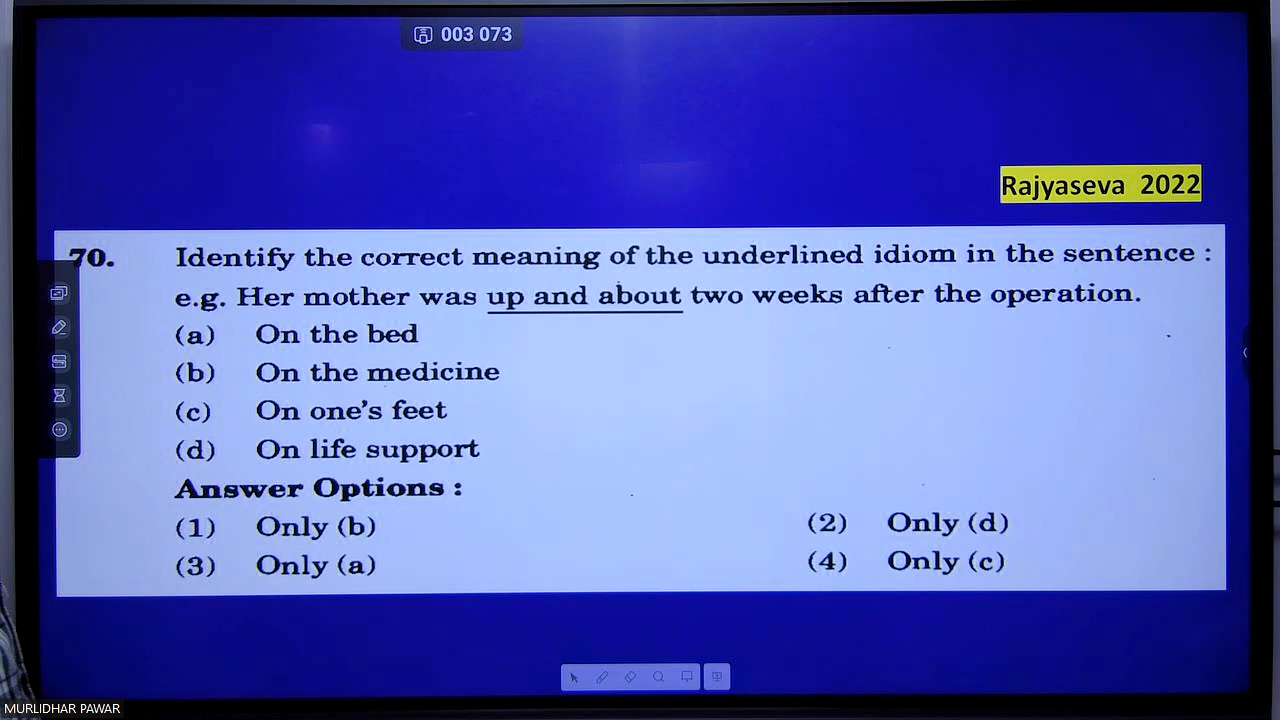 003 073
Rajyaseva 2022
70. Identify the correct meaning of the underlined idiom in the sentence :
e.g. Her mother was up and about two weeks after the operation.
(a) On the bed
(b) On the medicine
(c) On one's feet
(d) On life support
Answer Options :
(1) Only (b) (2) Only (d)
(3) Only (a) (4) Only (c)
MURLIDHAR PAWAR